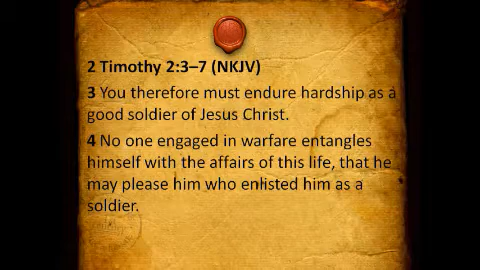 2 Timothy 2:3–7 (NKJV)
3 You therefore must endure hardship as a
good soldier of Jesus Christ.
4 No one engaged in warfare entangles
himself with the affairs of this life, that he
may please him who enlisted him as a
soldier.